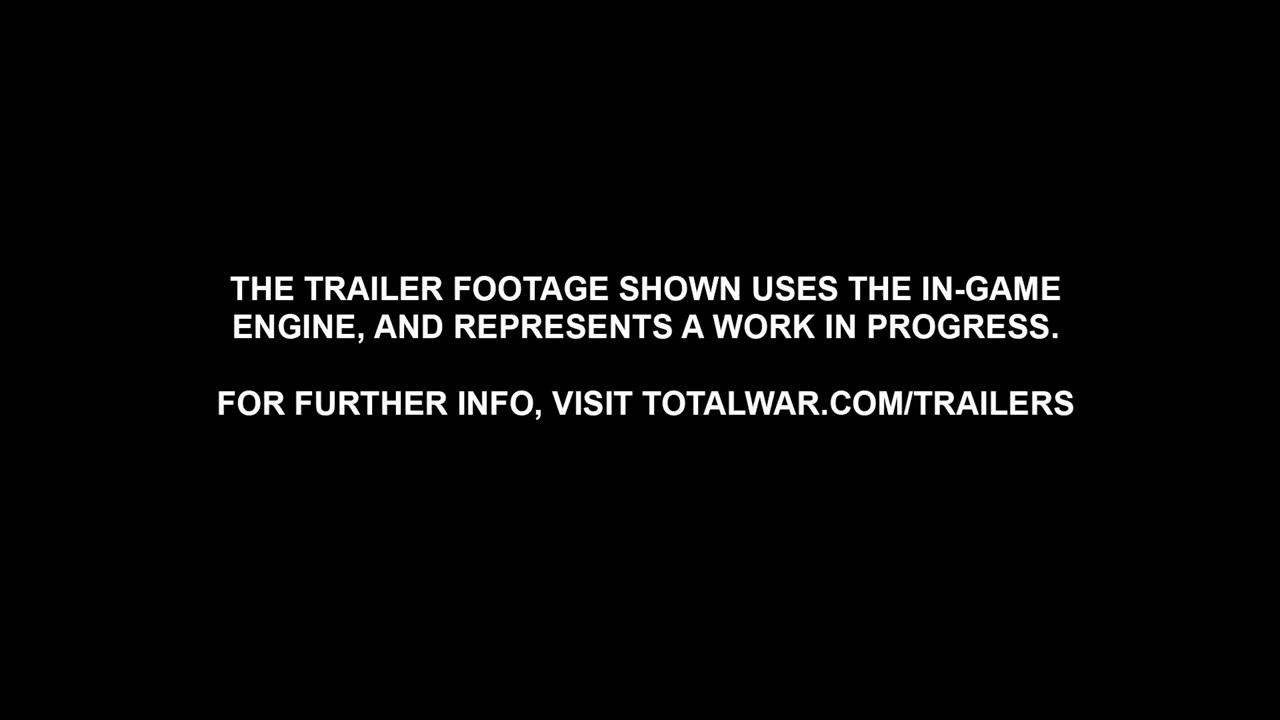 THE TRAILER FOOTAGE SHOWN USES THE IN-GAME
ENGINE, AND REPRESENTS A WORK IN PROGRESS.
FOR FURTHER INFO, VISIT TOTALWAR.COM/TRAILERS